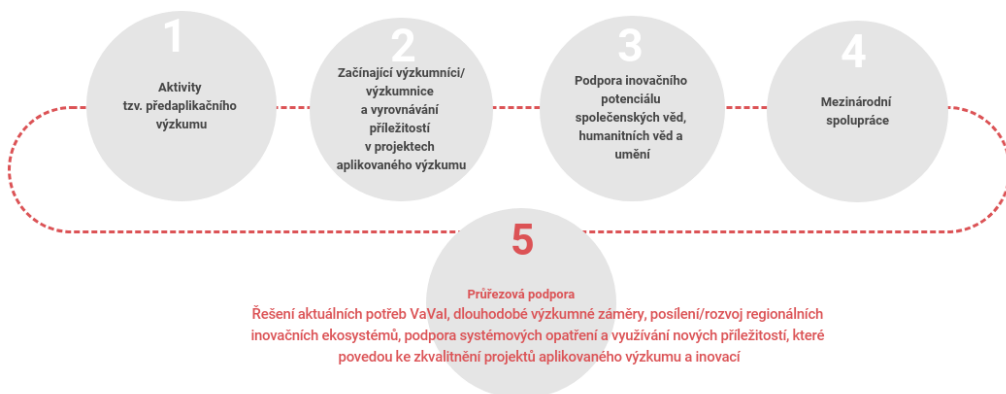 1
Aktivity
tzv. předaplikačního
výzkumu
2
Začínající výzkumníci/
výzkumnice
a vyrovnávání
příležitostí
v projektech
aplikovaného výzkumu
3
Podpora inovačního
potenciálu
společenských věd,
humanitních věd a
umění
4
Mezinárodní
spolupráce
5
Průřezová podpora
Řešení aktuálních potřeb VaVaI, dlouhodobé výzkumné záměry, posílení/rozvoj regionálních
inovačních ekosystémů, podpora systémových opatření a využívání nových příležitostí, které
povedou ke zkvalitnění projektů aplikovaného výzkumu a inovací